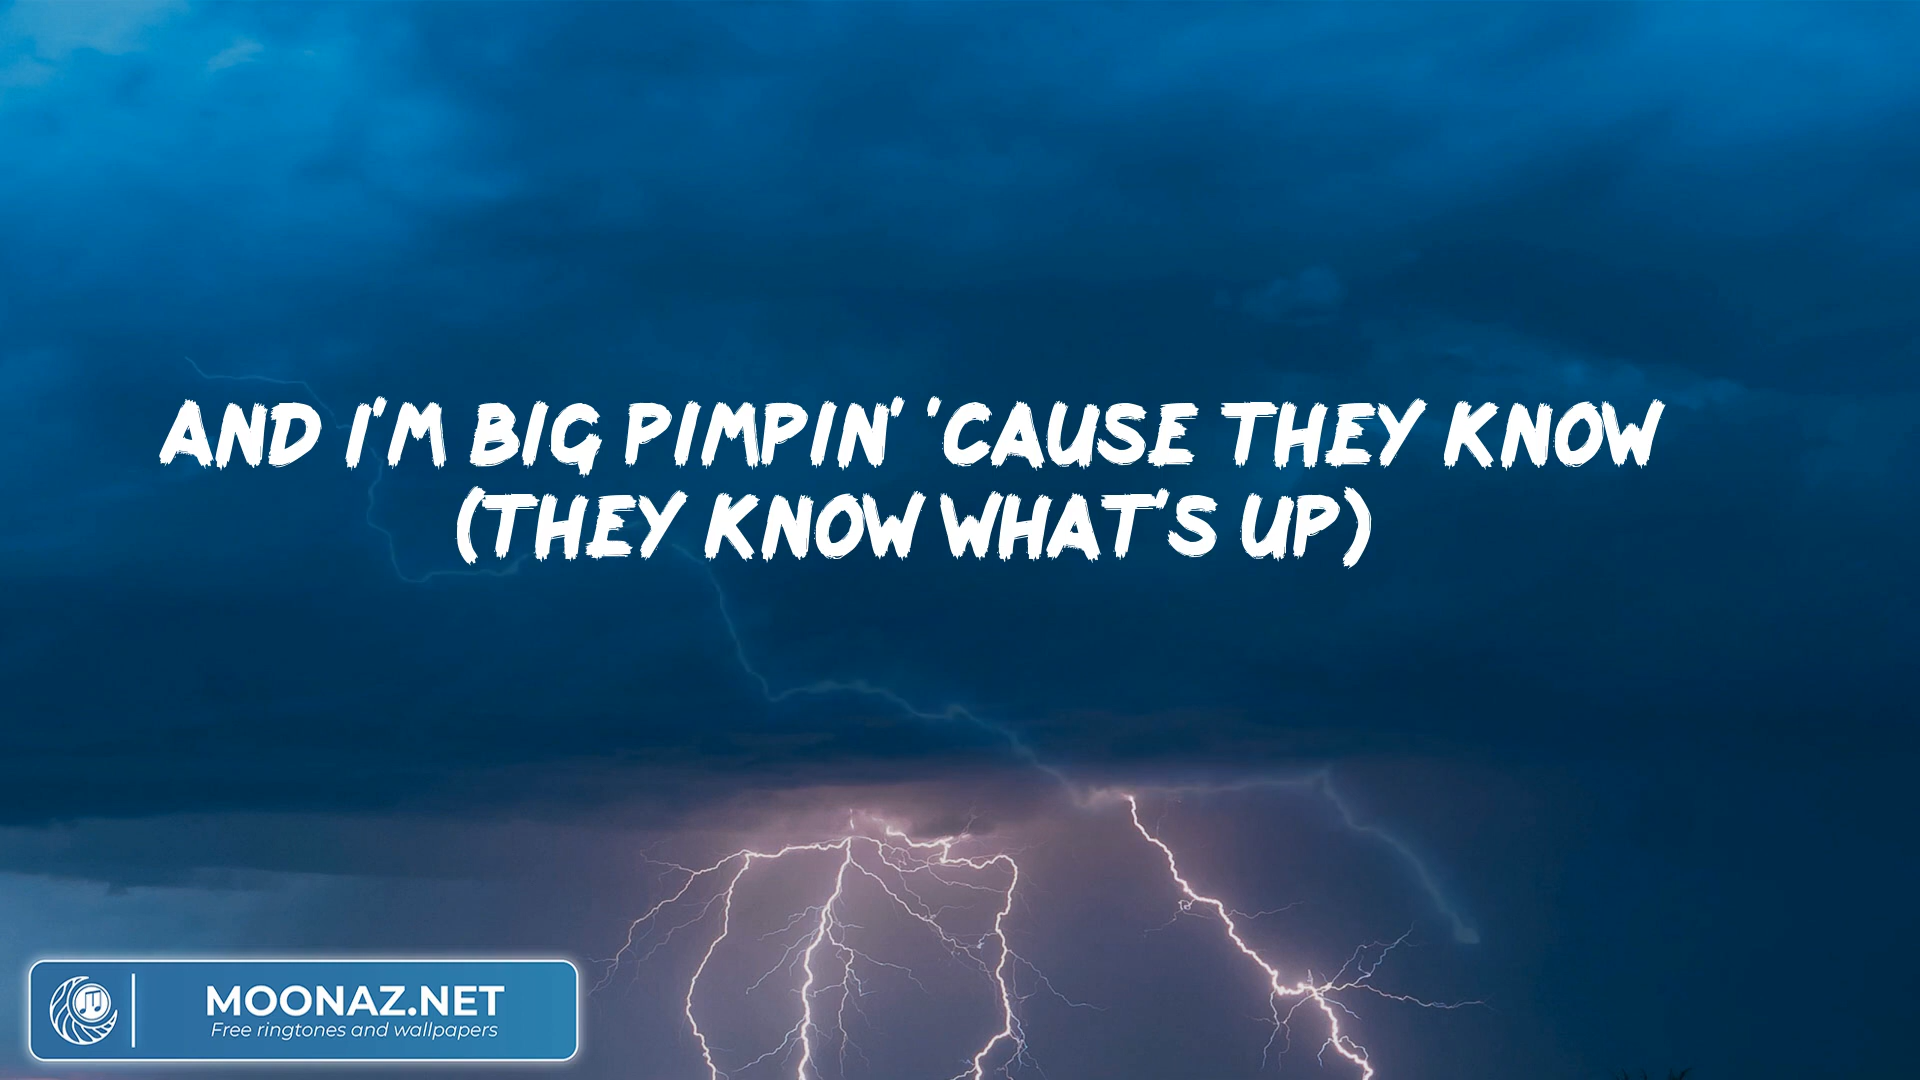 AND I'M BIG PIMPIN' 'CAUSE THEY KNOW
(THEY KNOW WHAT'S UP)
MOONAZ.NET
Free ringtones and wallpapers